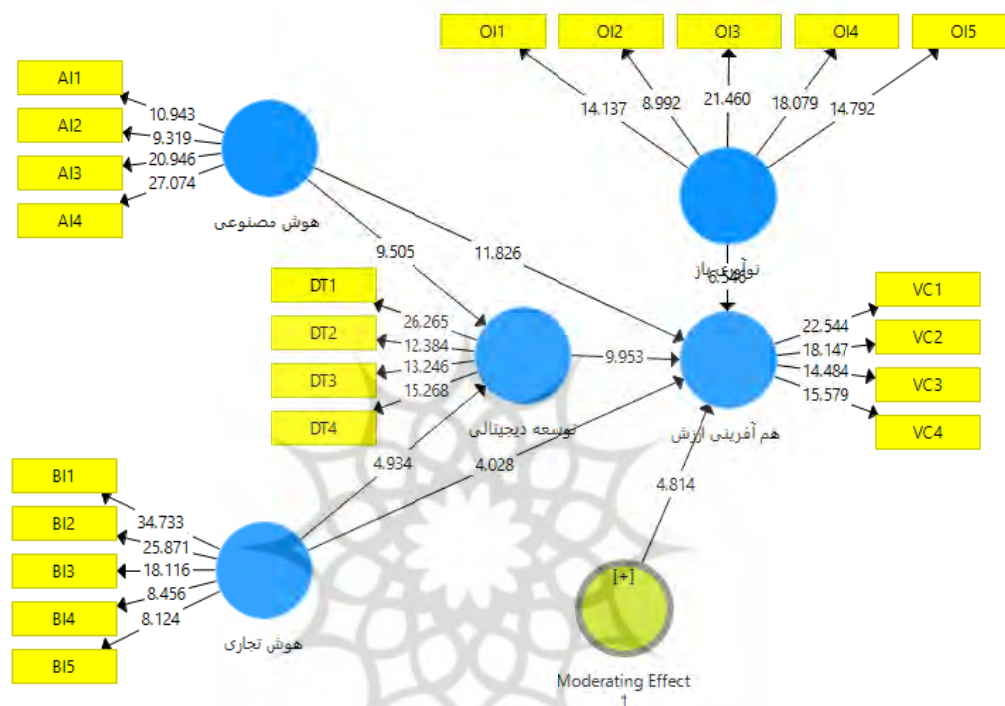 OI1
OI2
OI3
OI4
OI5
14.137
8.992
21.460
18.079
14.792
AI1
AI2
AI3
AI4
10.943
9.319
20.946
27.074
هوش مصنوعی
نوآوری باز
6.546
9.505
11.826
DT1
DT2
DT3
DT4
26.265
12.384
13.246
15.268
توسعه دیجیتالی
9.953
VC1
VC2
VC3
VC4
22.544
18.147
14.484
15.579
هم آفرینی ارزش
4.934
4.028
4.814
BI1
BI2
BI3
BI4
BI5
34.733
25.871
18.116
8.456
8.124
هوش تجاری
[+]
Moderating Effect
1